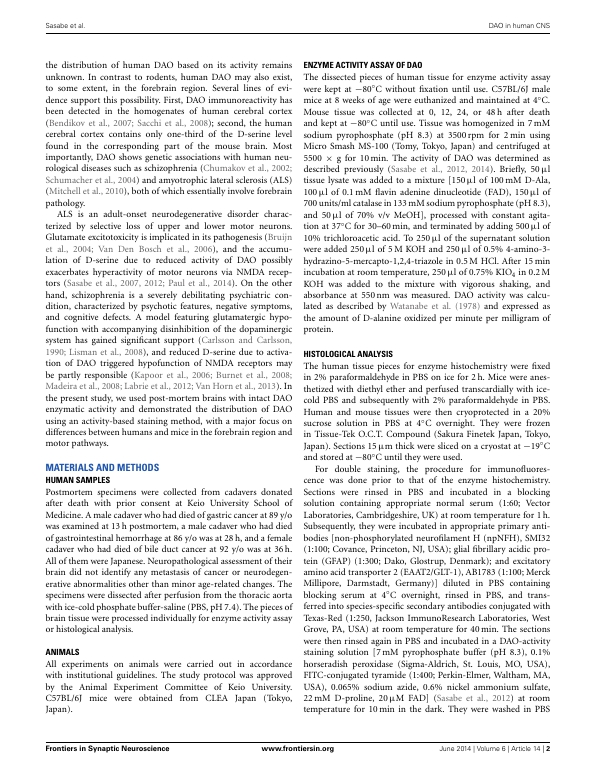 Sasabe et al.
DAO in human CNS
the distribution of human DAO based on its activity remains
unknown. In contrast to rodents, human DAO may also exist,
to some extent, in the forebrain region. Several lines of evi-
dence support this possibility. First, DAO immunoreactivity has
been detected in the homogenates of human cerebral cortex
(Bendikov et al., 2007; Sacchi et al., 2008); second, the human
cerebral cortex contains only one-third of the D-serine level
found in the corresponding part of the mouse brain. Most
importantly, DAO shows genetic associations with human neu-
rological diseases such as schizophrenia (Chumakov et al., 2002;
Schumacher et al., 2004) and amyotrophic lateral sclerosis (ALS)
(Mitchell et al., 2010), both of which essentially involve forebrain
pathology.
ALS is an adult-onset neurodegenerative disorder charac-
terized by selective loss of upper and lower motor neurons.
Glutamate excitotoxicity is implicated in its pathogenesis (Bruijn
et al., 2004; Van Den Bosch et al., 2006), and the accumu-
lation of D-serine due to reduced activity of DAO possibly
exacerbates hyperactivity of motor neurons via NMDA recep-
tors (Sasabe et al., 2007, 2012; Paul et al., 2014). On the other
hand, schizophrenia is a severely debilitating psychiatric con-
dition, characterized by psychotic features, negative symptoms,
and cognitive defects. A model featuring glutamatergic hypo-
function with accompanying disinhibition of the dopaminergic
system has gained significant support (Carlsson and Carlsson,
1990; Lisman et al., 2008), and reduced D-serine due to activa-
tion of DAO triggered hypofunction of NMDA receptors may
be partly responsible (Kapoor et al., 2006; Burnet et al., 2008;
Madeira et al., 2008; Labrie et al., 2012; Van Horn et al., 2013). In
the present study, we used post-mortem brains with intact DAO
enzymatic activity and demonstrated the distribution of DAO
using an activity-based staining method, with a major focus on
differences between humans and mice in the forebrain region and
motor pathways.
MATERIALS AND METHODS
HUMAN SAMPLES
Postmortem specimens were collected from cadavers donated
after death with prior consent at Keio University School of
Medicine. A male cadaver who had died of gastric cancer at 89 y/o
was examined at 13 h postmortem, a male cadaver who had died
of gastrointestinal hemorrhage at 86 y/o was at 28 h, and a female
cadaver who had died of bile duct cancer at 92 y/o was at 36 h.
All of them were Japanese. Neuropathological assessment of their
brain did not identify any metastasis of cancer or neurodegen-
erative abnormalities other than minor age-related changes. The
specimens were dissected after perfusion from the thoracic aorta
with ice-cold phosphate buffer-saline (PBS, pH 7.4). The pieces of
brain tissue were processed individually for enzyme activity assay
or histological analysis.
ANIMALS
All experiments on animals were carried out in accordance
with institutional guidelines. The study protocol was approved
by the Animal Experiment Committee of Keio University.
C57BL/6J mice were obtained from CLEA Japan (Tokyo,
Japan).
ENZYME ACTIVITY ASSAY OF DAO
The dissected pieces of human tissue for enzyme activity assay
were kept at −80°C without fixation until use. C57BL/6J male
mice at 8 weeks of age were euthanized and maintained at 4°C.
Mouse tissue was collected at 0, 12, 24, or 48 h after death
and kept at −80°C until use. Tissue was homogenized in 7 mM
sodium pyrophosphate (pH 8.3) at 3500 rpm for 2 min using
Micro Smash MS-100 (Tomy, Tokyo, Japan) and centrifuged at
5500 × g for 10 min. The activity of DAO was determined as
described previously (Sasabe et al., 2012, 2014). Briefly, 50 μl
tissue lysate was added to a mixture [150 μl of 100 mM D-Ala,
100 μl of 0.1 mM flavin adenine dinucleotide (FAD), 150 μl of
700 units/ml catalase in 133 mM sodium pyrophosphate (pH 8.3),
and 50 μl of 70% v/v MeOH], processed with constant agita-
tion at 37°C for 30–60 min, and terminated by adding 500 μl of
10% trichloroacetic acid. To 250 μl of the supernatant solution
were added 250 μl of 5 M KOH and 250 μl of 0.5% 4-amino-3-
hydrazino-5-mercapto-1,2,4-triazole in 0.5 M HCl. After 15 min
incubation at room temperature, 250 μl of 0.75% KIO4 in 0.2 M
KOH was added to the mixture with vigorous shaking, and
absorbance at 550 nm was measured. DAO activity was calcu-
lated as described by Watanabe et al. (1978) and expressed as
the amount of D-alanine oxidized per minute per milligram of
protein.
HISTOLOGICAL ANALYSIS
The human tissue pieces for enzyme histochemistry were fixed
in 2% paraformaldehyde in PBS on ice for 2 h. Mice were anes-
thetized with diethyl ether and perfused transcardially with ice-
cold PBS and subsequently with 2% paraformaldehyde in PBS.
Human and mouse tissues were then cryoprotected in a 20%
sucrose solution in PBS at 4°C overnight. They were frozen
in Tissue-Tek O.C.T. Compound (Sakura Finetek Japan, Tokyo,
Japan). Sections 15 μm thick were sliced on a cryostat at −19°C
and stored at −80°C until they were used.
For double staining, the procedure for immunofluores-
cence was done prior to that of the enzyme histochemistry.
Sections were rinsed in PBS and incubated in a blocking
solution containing appropriate normal serum (1:60; Vector
Laboratories, Cambridgeshire, UK) at room temperature for 1 h.
Subsequently, they were incubated in appropriate primary anti-
bodies [non-phosphorylated neurofilament H (npNFH), SMI32
(1:100; Covance, Princeton, NJ, USA); glial fibrillary acidic pro-
tein (GFAP) (1:300; Dako, Glostrup, Denmark); and excitatory
amino acid transporter 2 (EAAT2/GLT-1), AB1783 (1:100; Merck
Millipore, Darmstadt, Germany)] diluted in PBS containing
blocking serum at 4°C overnight, rinsed in PBS, and trans-
ferred into species-specific secondary antibodies conjugated with
Texas-Red (1:250, Jackson ImmunoResearch Laboratories, West
Grove, PA, USA) at room temperature for 40 min. The sections
were then rinsed again in PBS and incubated in a DAO-activity
staining solution [7 mM pyrophosphate buffer (pH 8.3), 0.1%
horseradish peroxidase (Sigma-Aldrich, St. Louis, MO, USA),
FITC-conjugated tyramide (1:400; Perkin-Elmer, Waltham, MA,
USA), 0.065% sodium azide, 0.6% nickel ammonium sulfate,
22 mM D-proline, 20 μM FAD] (Sasabe et al., 2012) at room
temperature for 10 min in the dark. They were washed in PBS
Frontiers in Synaptic Neuroscience
www.frontiersin.org
June 2014 | Volume 6 | Article 14 | 2